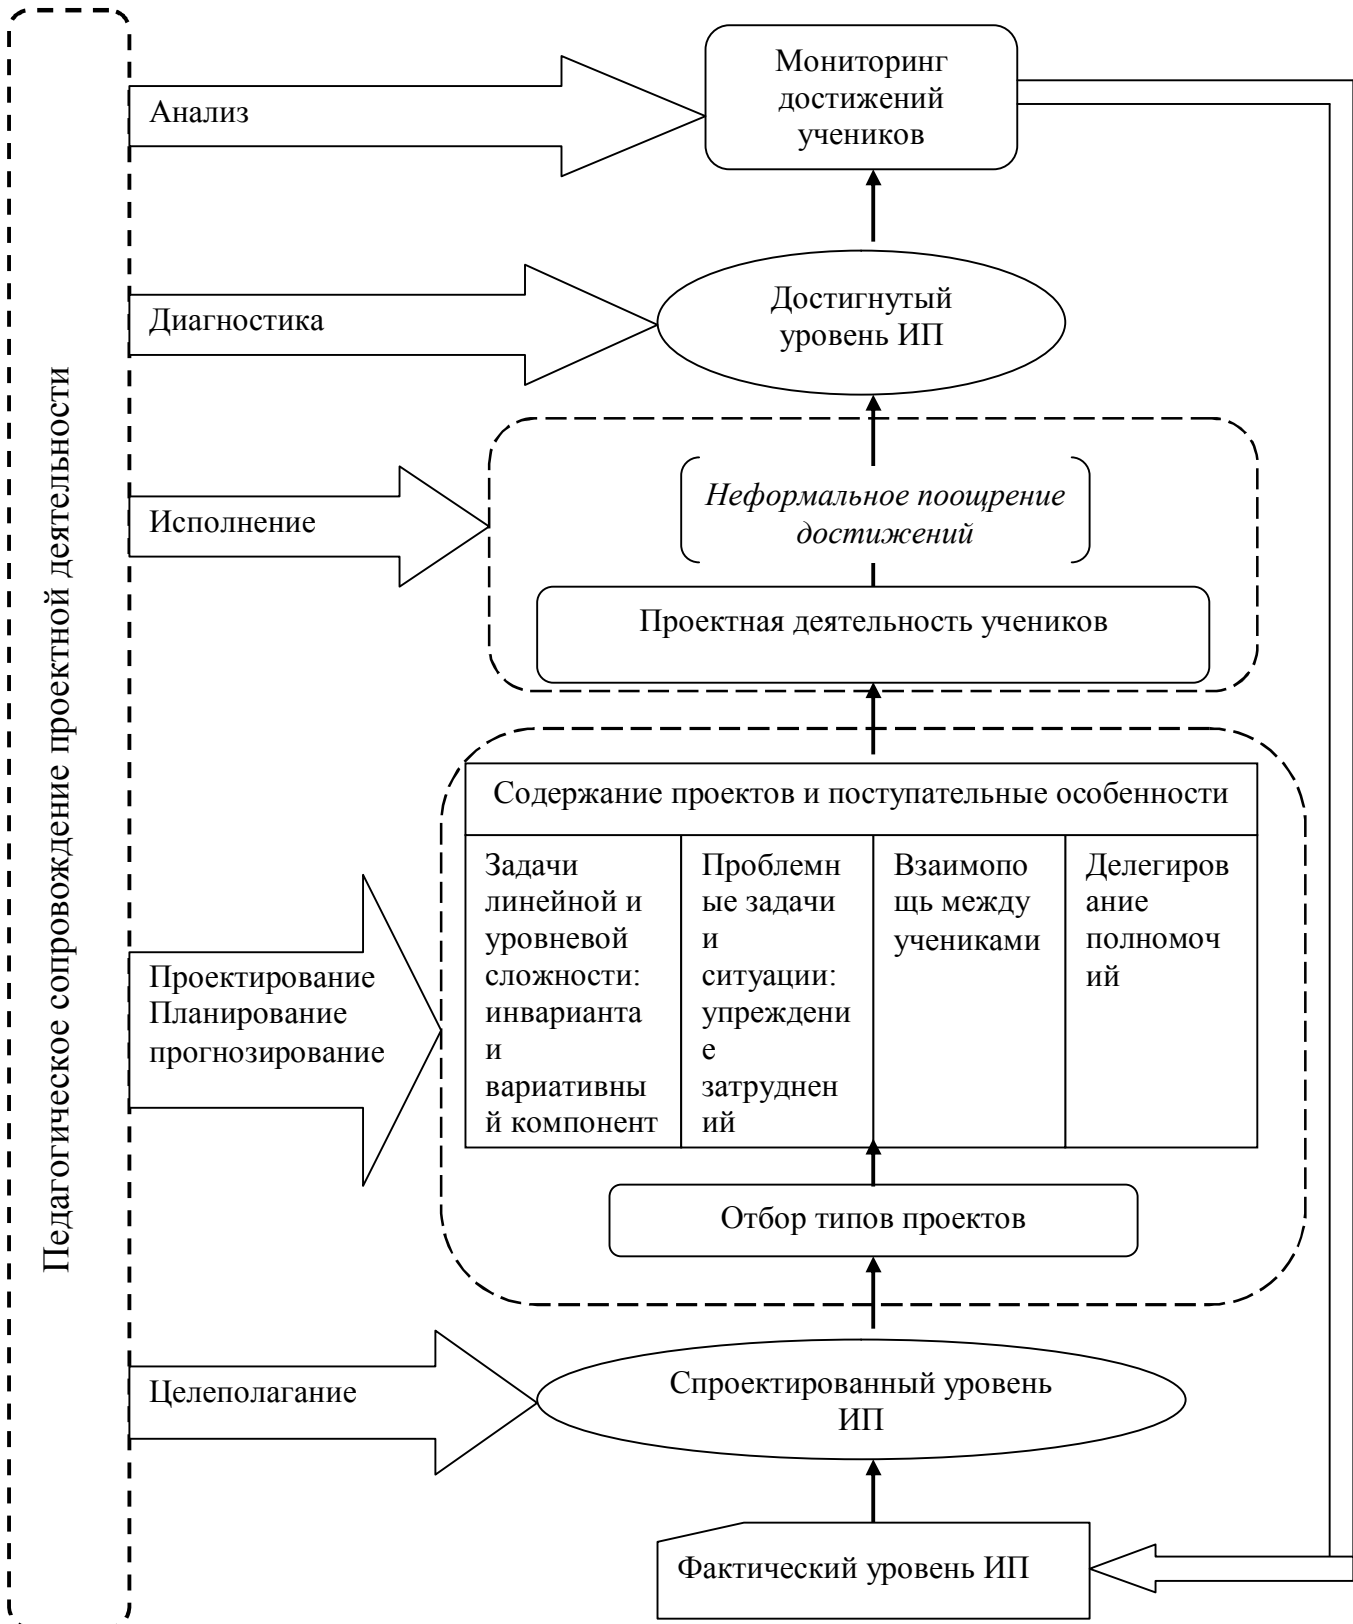 Педагогическое сопровождение проектной деятельности
Анализ
Мониторинг
достижений
учеников
Диагностика
Достигнутый
уровень ИП
Исполнение
Неформальное поощрение
достижений
Проектная деятельность учеников
Проектирование
Планирование
прогнозирование
Содержание проектов и поступательные особенности
Задачи
линейной и
уровневой
сложности:
инварианта
и
вариативны
й компонент
Проблемн
ые задачи
и
ситуации:
упреждени
е
затруднен
ий
Взаимопо
щь между
учениками
Делегиров
ание
полномоч
ий
Отбор типов проектов
Целеполагание
Спроектированный уровень
ИП
Фактический уровень ИП